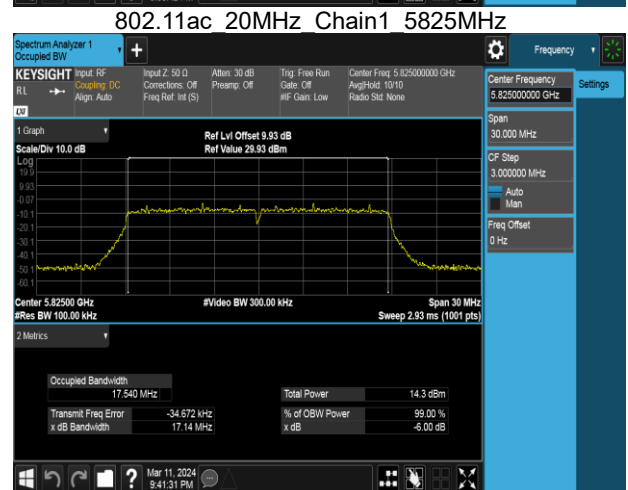 802.11ac_20MHz_Chain1_5825MHz
Spectrum Analyzer 1
Occupied BW
Frequency
KEYSIGHT
RL
LXI
Input: RF
Coupling: DC
Align: Auto
Input Z: 50 Ω
Corrections: Off
Freq Ref: Int (S)
Atten: 30 dB
Preamp: Off
Trig: Free Run
Gate: Off
#IF Gain: Low
Center Freq: 5.825000000 GHz
Avg|Hold: 10/10
Radio Std: None
Center Frequency
5.825000000 GHz
Settings
Span
30.000 MHz
CF Step
3.000000 MHz
Auto
Man
Freq Offset
0 Hz
1 Graph
Scale/Div 10.0 dB
Ref Lvl Offset 9.93 dB
Ref Value 29.93 dBm
Log
19.9
9.93
-0.07
-10.1
-20.1
-30.1
-40.1
-50.1
-60.1
Center 5.82500 GHz
#Res BW 100.00 kHz
#Video BW 300.00 kHz
Span 30 MHz
Sweep 2.93 ms (1001 pts)
2 Metrics
Occupied Bandwidth
17.540 MHz
Total Power 14.3 dBm
Transmit Freq Error -34.672 kHz
% of OBW Power 99.00 %
x dB Bandwidth 17.14 MHz
x dB -6.00 dB
?
Mar 11, 2024
9:41:31 PM